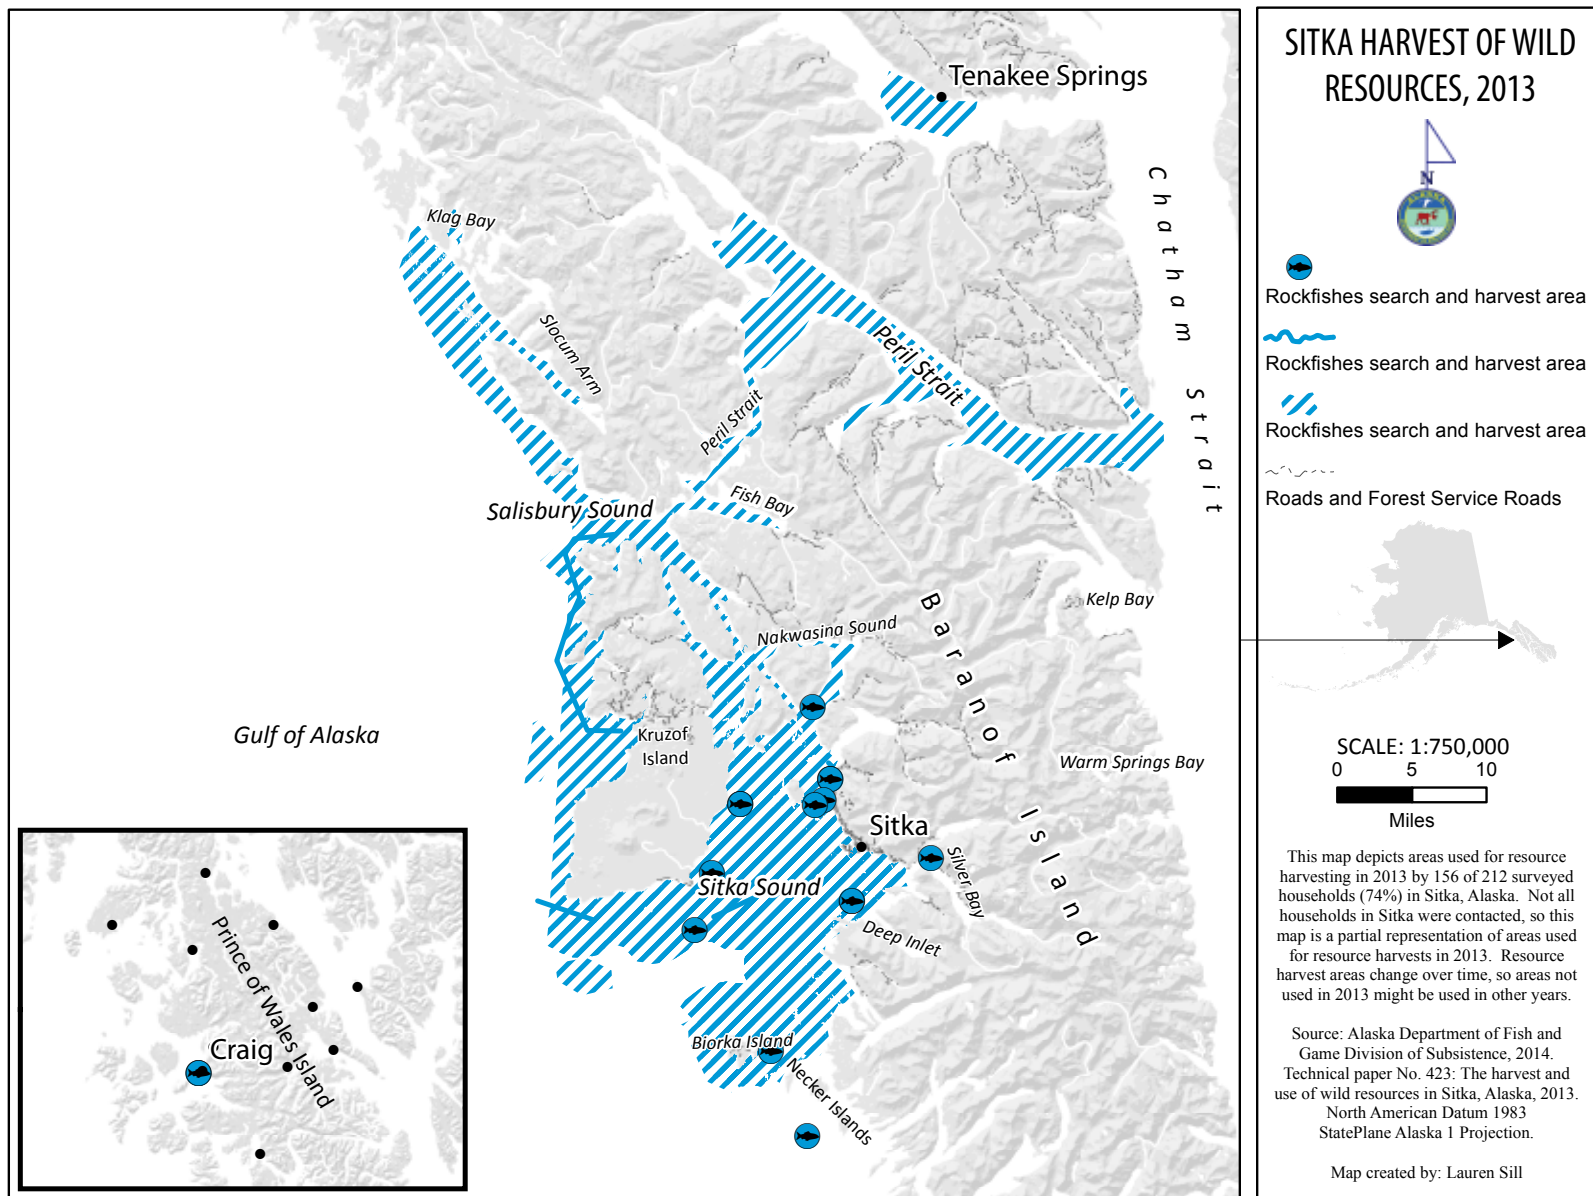 SITKA HARVEST OF WILD
RESOURCES, 2013
N
ALASKA
Rockfishes search and harvest area
Rockfishes search and harvest area
Rockfishes search and harvest area
Roads and Forest Service Roads
SCALE: 1:750,000
0 5 10
Miles
This map depicts areas used for resource
harvesting in 2013 by 156 of 212 surveyed
households (74%) in Sitka, Alaska. Not all
households in Sitka were contacted, so this
map is a partial representation of areas used
for resource harvests in 2013. Resource
harvest areas change over time, so areas not
used in 2013 might be used in other years.
Source: Alaska Department of Fish and
Game Division of Subsistence, 2014.
Technical paper No. 423: The harvest and
use of wild resources in Sitka, Alaska, 2013.
North American Datum 1983
StatePlane Alaska 1 Projection.
Map created by: Lauren Sill
Tenakee Springs
Chatham Strait
Klag Bay
Slocum Arm
Peril Strait
Peril Strait
Fish Bay
Salisbury Sound
Kelp Bay
Baranof Island
Nakwasina Sound
Gulf of Alaska
Kruzof
Island
Warm Springs Bay
Sitka
Silver Bay
Sitka Sound
Deep Inlet
Biorka Island
Necker Islands
Prince of Wales Island
Craig